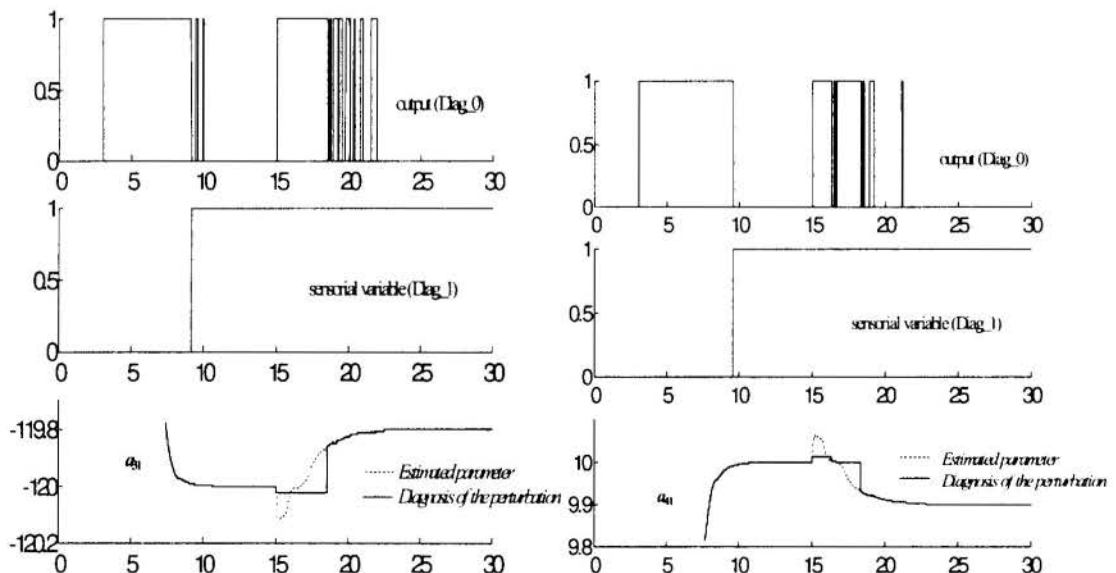 1
0.5
output (Diag_0)
0
0 5 10 15 20 25 30
1
0.5
sensorial variable (Diag_1)
0
0 5 10 15 20 25 30
-119.8
-120
-120.2
Estimated parameter
Diagnosis of the perturbation
0 5 10 15 20 25 30
1
0.5
output (Diag_0)
0
0 5 10 15 20 25 30
1
0.5
sensorial variable (Diag_1)
0
0 5 10 15 20 25 30
10
9.9
9.8
Estimated parameter
Diagnosis of the perturbation
0 5 10 15 20 25 30